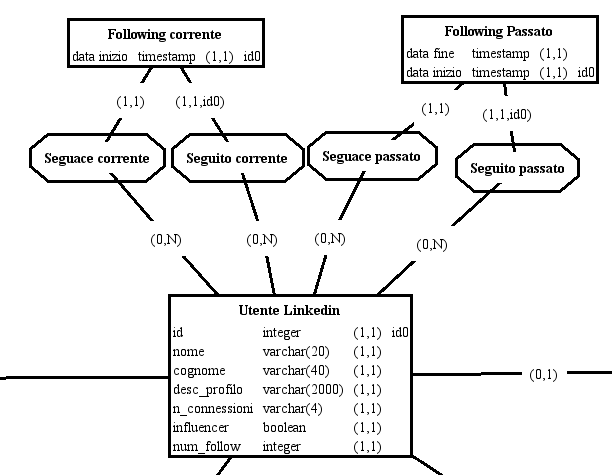 Following corrente
data inizio timestamp (1,1) id0
Following Passato
data fine timestamp (1,1)
data inizio timestamp (1,1) id0
(1,1) (1,1,id0) (1,1) (1,1,id0)
Seguace corrente Seguito corrente Seguace passato Seguito passato
(0,N) (0,N) (0,N) (0,N)
Utente Linkedin
id integer (1,1) id0
nome varchar(20) (1,1)
cognome varchar(40) (1,1)
desc_profilo varchar(2000) (1,1)
n_connessioni varchar(4) (1,1)
influencer boolean (1,1)
num_follow integer (1,1)
(0,1)